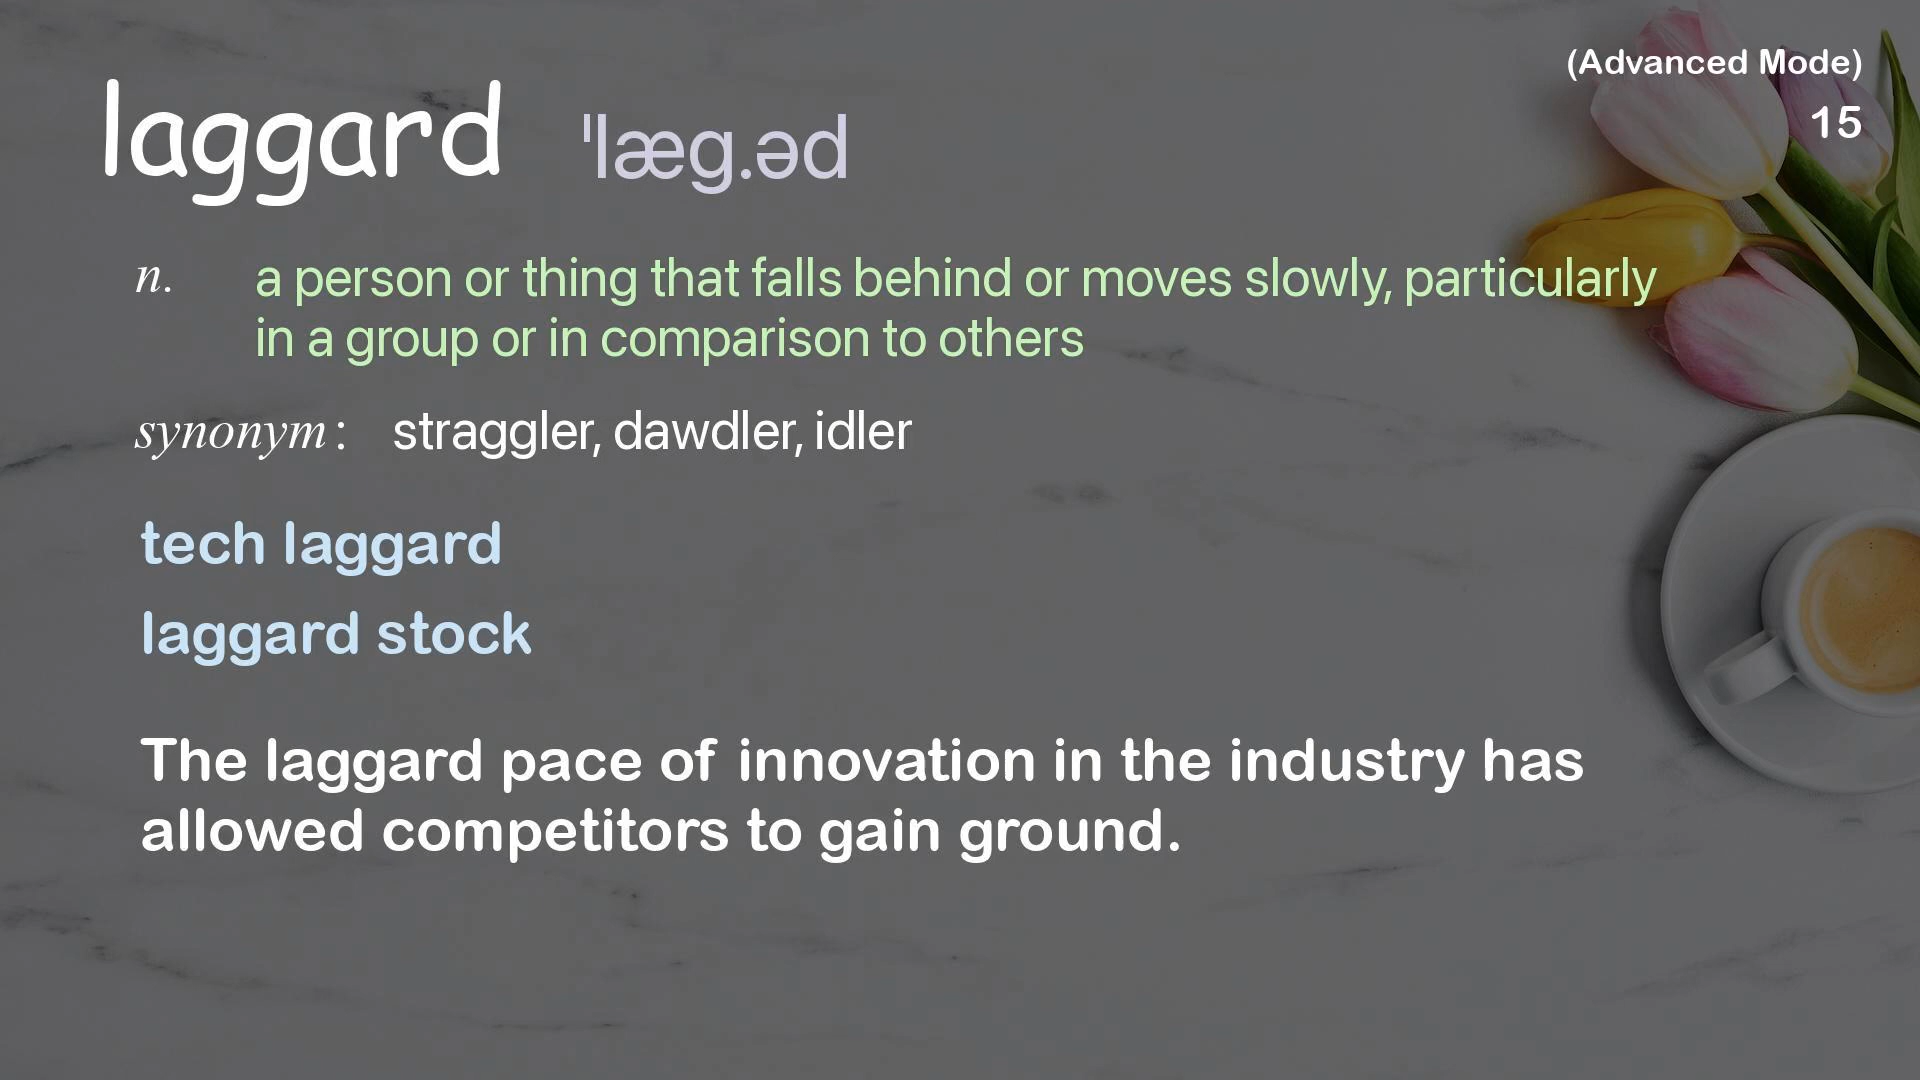 (Advanced Mode)
15
laggard ˈlæg.əd
n. a person or thing that falls behind or moves slowly, particularly
in a group or in comparison to others
synonym: straggler, dawdler, idler
tech laggard
laggard stock
The laggard pace of innovation in the industry has
allowed competitors to gain ground.